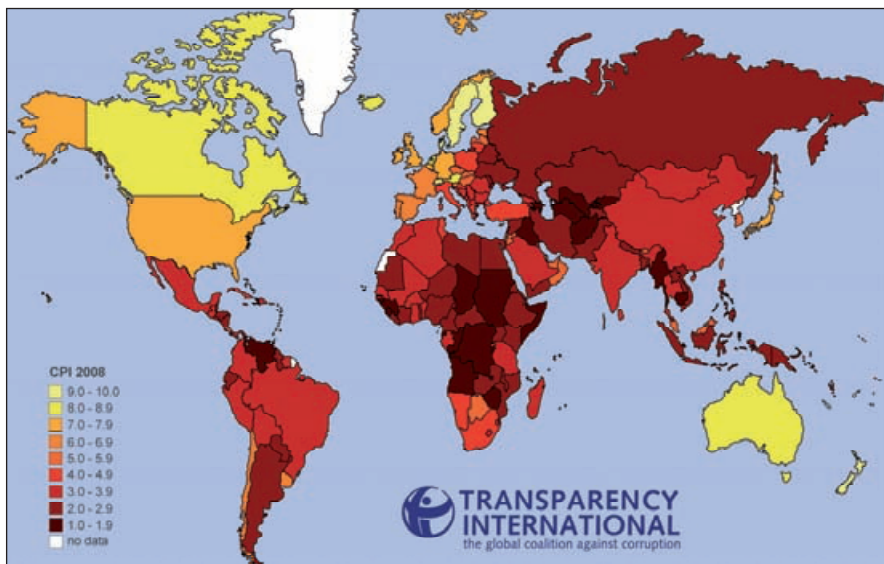 CPI 2008
9.0 - 10.0
8.0 - 8.9
7.0 - 7.9
6.0 - 6.9
5.0 - 5.9
4.0 - 4.9
3.0 - 3.9
2.0 - 2.9
1.0 - 1.9
no data
TRANSPARENCY
INTERNATIONAL
the global coalition against corruption